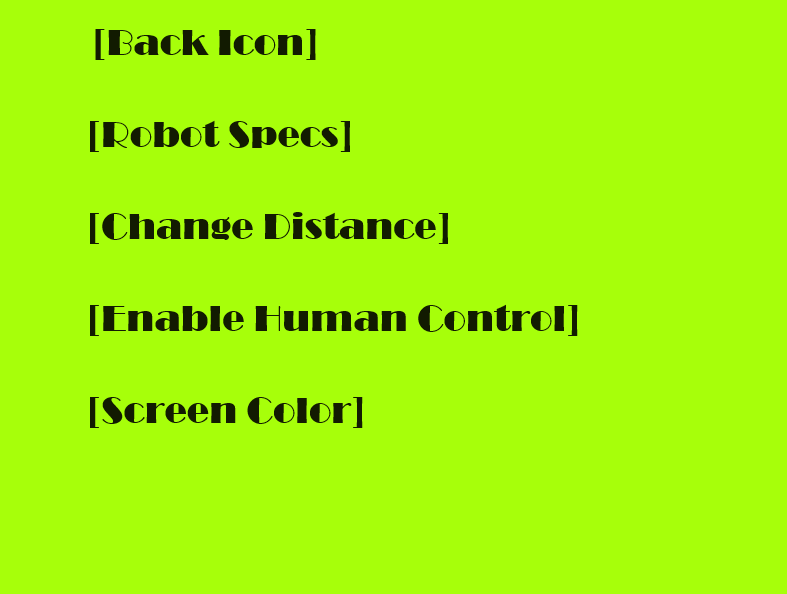 [Back Icon]
[Robot Specs]
[Change Distance]
[Enable Human Control]
[Screen Color]